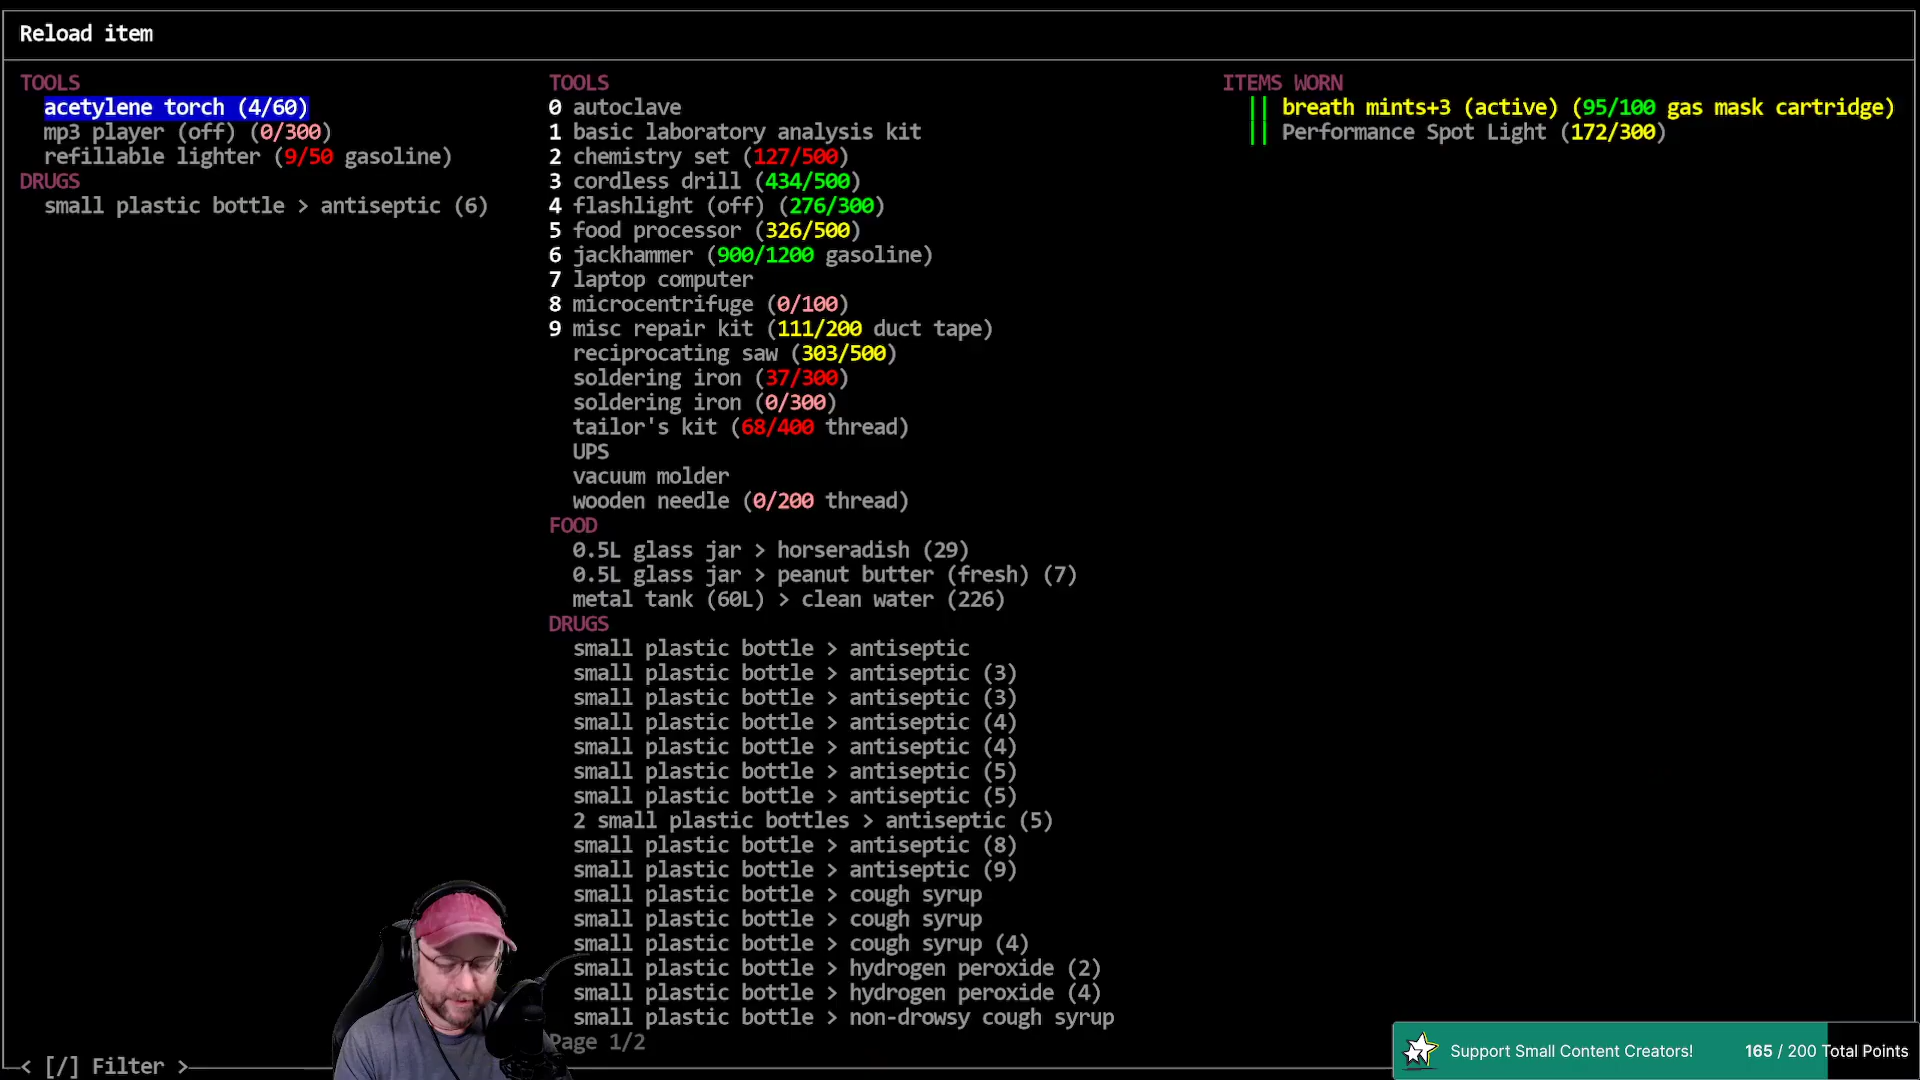 Reload item
TOOLS
acetylene torch (4/60)
mp3 player (off) (0/300)
refillable lighter (9/50 gasoline)
DRUGS
small plastic bottle > antiseptic (6)
TOOLS
0 autoclave
1 basic laboratory analysis kit
2 chemistry set (127/500)
3 cordless drill (434/500)
4 flashlight (off) (276/300)
5 food processor (326/500)
6 jackhammer (900/1200 gasoline)
7 laptop computer
8 microcentrifuge (0/100)
9 misc repair kit (111/200 duct tape)
reciprocating saw (303/500)
soldering iron (37/300)
soldering iron (0/300)
tailor's kit (68/400 thread)
UPS
vacuum molder
wooden needle (0/200 thread)
FOOD
0.5L glass jar > horseradish (29)
0.5L glass jar > peanut butter (fresh) (7)
metal tank (60L) > clean water (226)
DRUGS
small plastic bottle > antiseptic
small plastic bottle > antiseptic (3)
small plastic bottle > antiseptic (3)
small plastic bottle > antiseptic (4)
small plastic bottle > antiseptic (4)
small plastic bottle > antiseptic (5)
small plastic bottle > antiseptic (5)
2 small plastic bottles > antiseptic (5)
small plastic bottle > antiseptic (8)
small plastic bottle > antiseptic (9)
small plastic bottle > cough syrup
small plastic bottle > cough syrup
small plastic bottle > cough syrup (4)
small plastic bottle > hydrogen peroxide (2)
small plastic bottle > hydrogen peroxide (4)
small plastic bottle > non-drowsy cough syrup
Page 1/2
ITEMS WORN
|| breath mints+3 (active) (95/100 gas mask cartridge)
|| Performance Spot Light (172/300)
< [/] Filter >
Support Small Content Creators! 165 / 200 Total Points